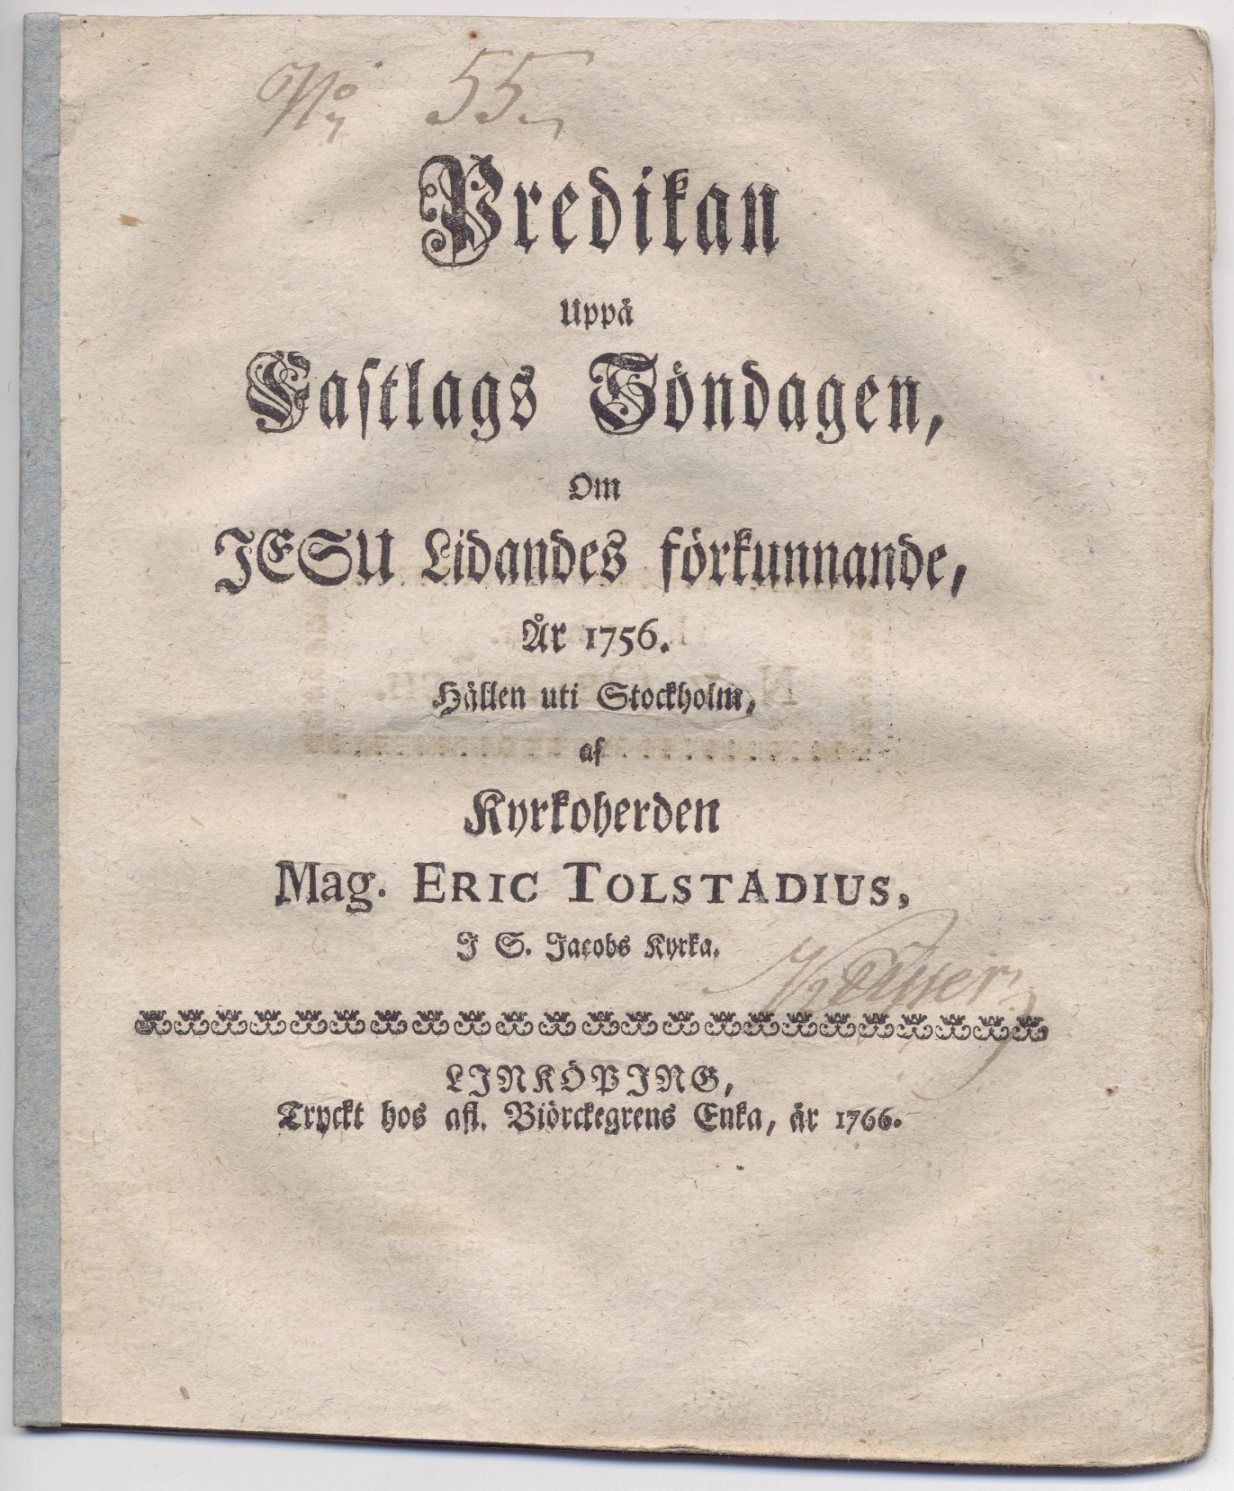 No 55.
Predikan
Uppå
Fastlags Söndagen,
Om
JESU Lidandes förkunnande,
År 1756.
Hållen uti Stockholm,
af
Kyrkoherden
Mag. ERIC TOLSTADIUS,
I S. Jacobs Kyrka.
LINKÖPING,
Tryckt hos afl. Biörckegrens Enka, år 1766.